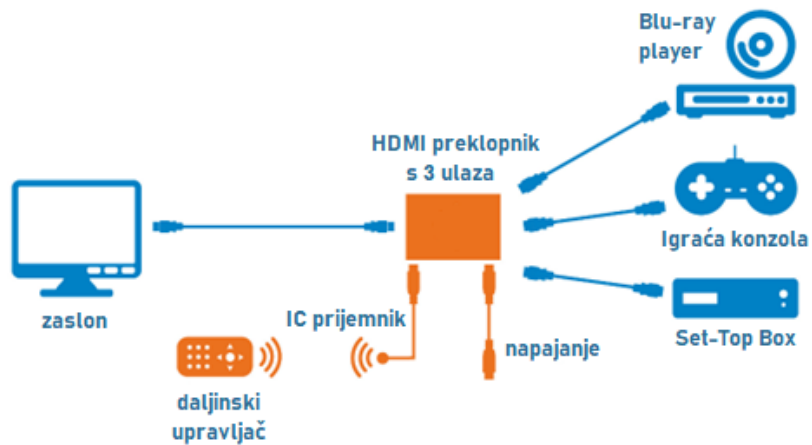 Blu-ray
player
HDMI preklopnik
s 3 ulaza
Igraća konzola
zaslon
IC prijemnik
Set-Top Box
napajanje
daljinski
upravljač